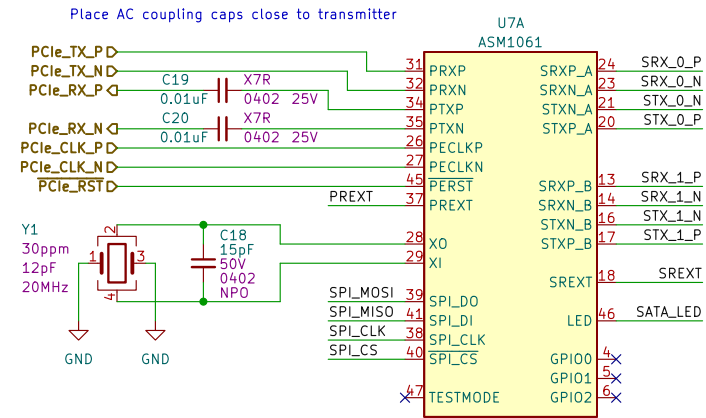 Place AC coupling caps close to transmitter
U7A
ASM1061
PCIe_TX_P
PCIe_TX_N
PCIe_RX_P
PCIe_RX_N
PCIe_CLK_P
PCIe_CLK_N
PCIe_RST
C19 X7R
0.01uF 0402 25V
C20 X7R
0.01uF 0402 25V
PREXT
31 PRXP
32 PRXN
34 PTXP
35 PTXN
26 PECLKP
27 PECLKN
45 PERST
37 PREXT
28 XO
29 XI
39 SPI_DO
41 SPI_DI
38 SPI_CLK
40 SPI_CS
47 TESTMODE
SRXP_A 24 SRX_0_P
SRXN_A 23 SRX_0_N
STXN_A 21 STX_0_N
STXP_A 20 STX_0_P
SRXP_B 13 SRX_1_P
SRXN_B 14 SRX_1_N
STXN_B 16 STX_1_N
STXP_B 17 STX_1_P
SREXT 18 SREXT
LED 46 SATA_LED
GPIO0 4
GPIO1 5
GPIO2 6
Y1
30ppm
12pF
20MHz
2
1
3
4
C18
15pF
50V
0402
NPO
GND
GND
SPI_MOSI
SPI_MISO
SPI_CLK
SPI_CS